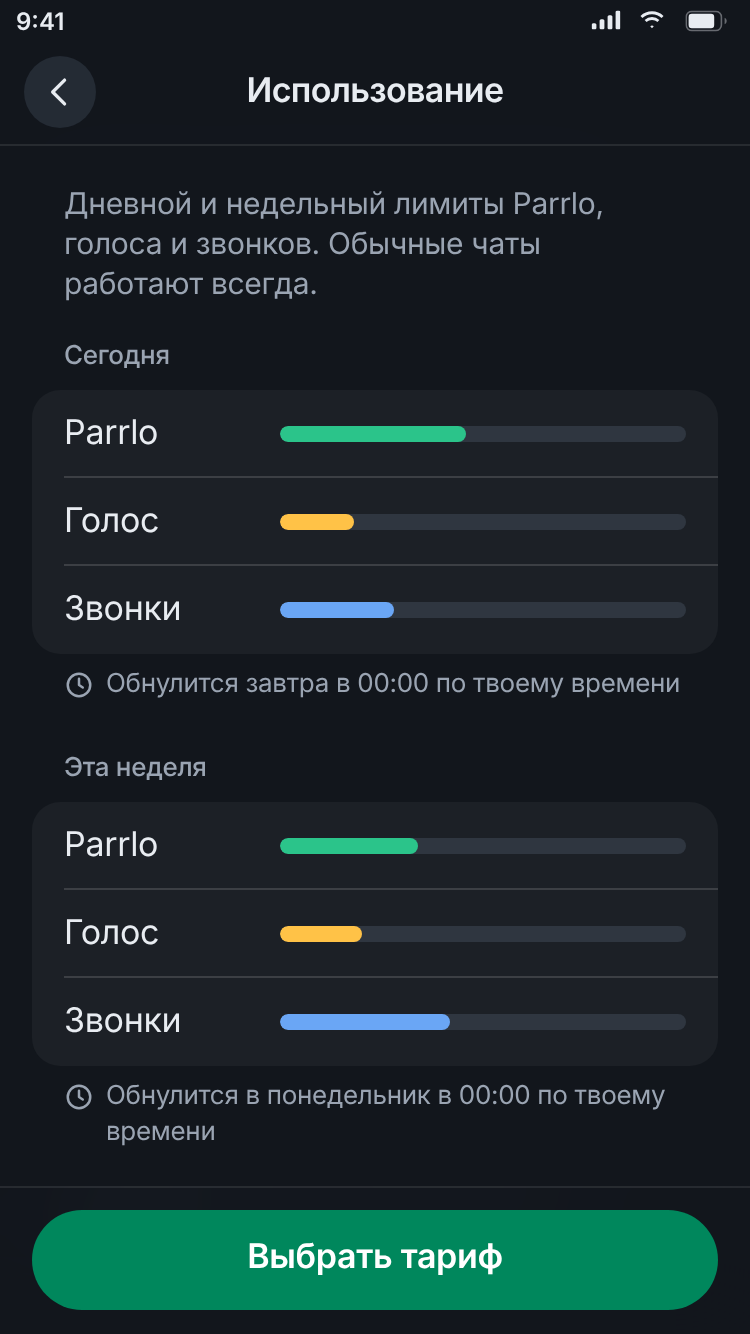 9:41
Использование
Дневной и недельный лимиты Parrlo,
голоса и звонков. Обычные чаты
работают всегда.
Сегодня
Parrlo
Голос
Звонки
Обнулится завтра в 00:00 по твоему времени
Эта неделя
Parrlo
Голос
Звонки
Обнулится в понедельник в 00:00 по твоему
времени
Выбрать тариф